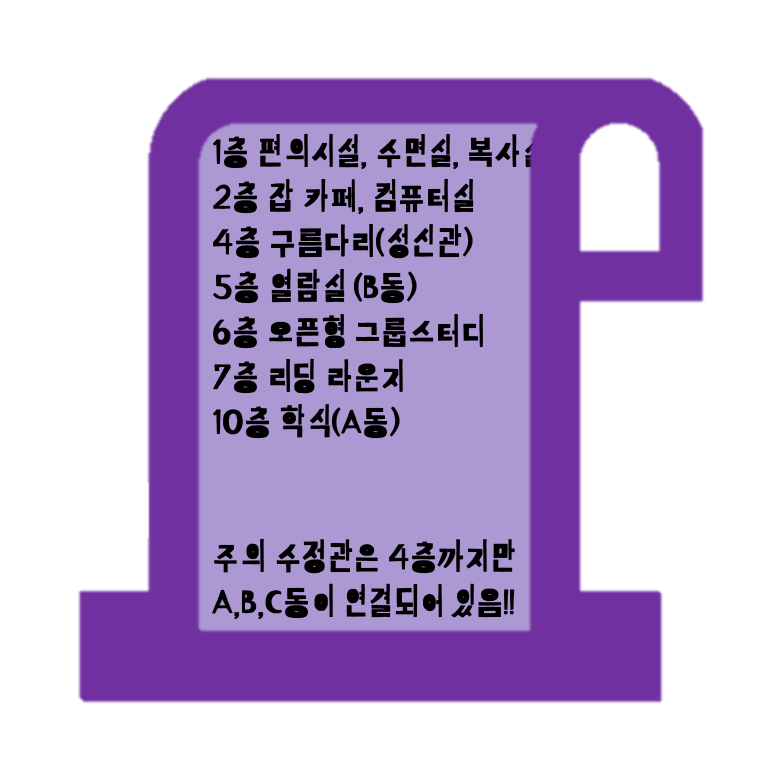 1층 편의시설, 수면실,
2층 잡 카페, 컴퓨터실
4층 구름다리(성신관)
5층 열람실(B동)
6층 오픈형 그룹스터디
7층 리딩 라운지
10층 학식(A동)
주의 수정관은 4층까지만
A,B,C동이 연결되어 있음!!